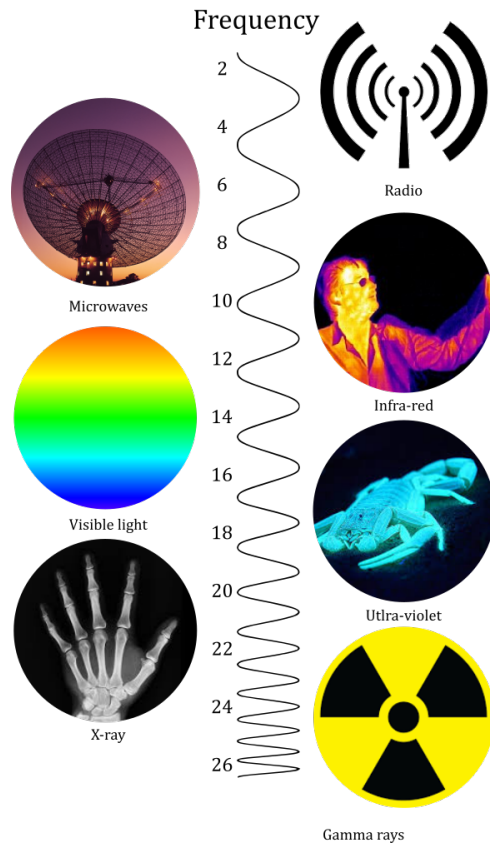 Frequency
2
4
Radio
6
8
Microwaves
10
12
Infra-red
14
16
Visible light
18
20
Utlra-violet
22
X-ray
24
26
Gamma rays